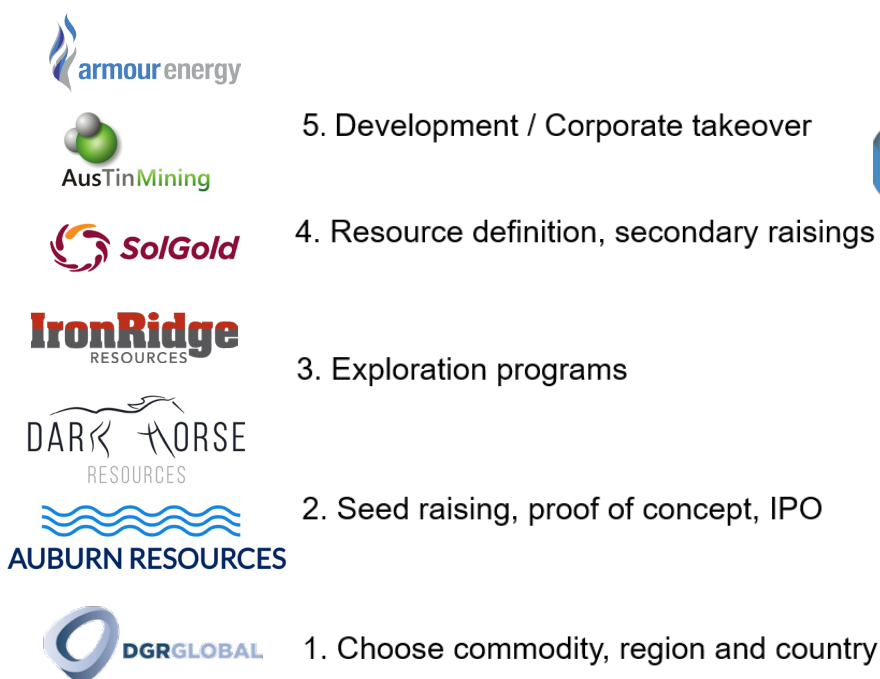 armour energy
5. Development / Corporate takeover
AusTinMining
4. Resource definition, secondary raisings
SolGold
IronRidge
RESOURCES
3. Exploration programs
DARK HORSE
RESOURCES
2. Seed raising, proof of concept, IPO
AUBURN RESOURCES
DGRGLOBAL
1. Choose commodity, region and country